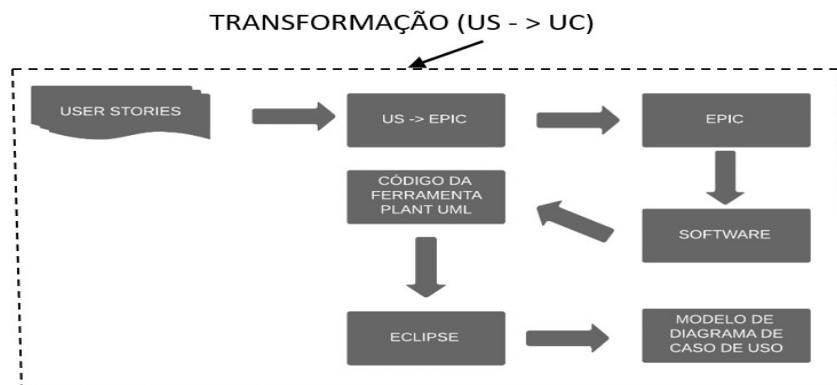 TRANSFORMAÇÃO (US - > UC)
USER STORIES
US -> EPIC
EPIC
CÓDIGO DA
FERRAMENTA
PLANT UML
SOFTWARE
ECLIPSE
MODELO DE
DIAGRAMA DE
CASO DE USO